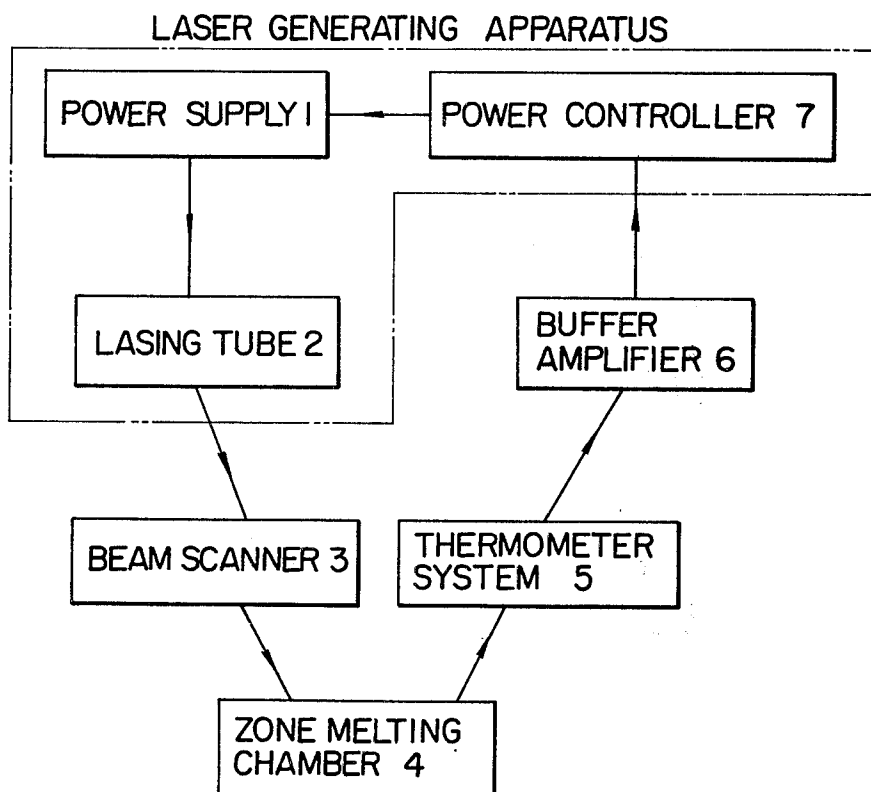 LASER GENERATING APPARATUS
POWER SUPPLY 1
POWER CONTROLLER 7
LASING TUBE 2
BUFFER
AMPLIFIER 6
BEAM SCANNER 3
THERMOMETER
SYSTEM 5
ZONE MELTING
CHAMBER 4